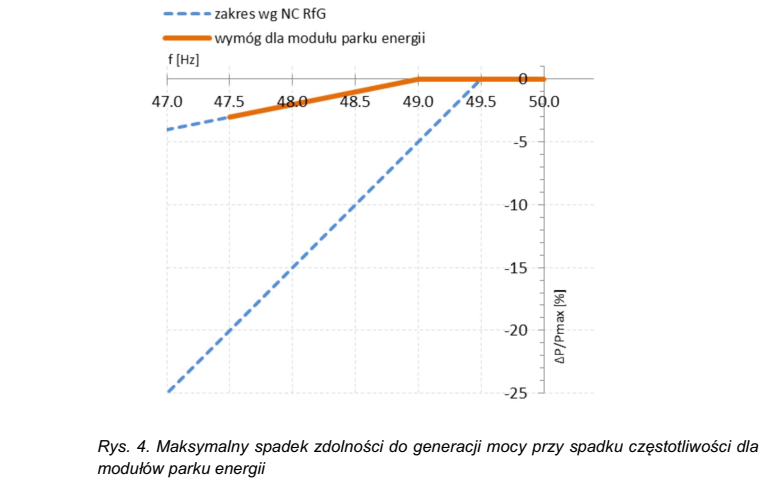 zakres wg NC RfG
wymóg dla modułu parku energii
f [Hz]
0
47.0 47.5 48.0 48.5 49.0 49.5 50.0
-5
-10
-15
-20
-25
ΔP/Pmax [%]
Rys. 4. Maksymalny spadek zdolności do generacji mocy przy spadku częstotliwości dla
modułów parku energii